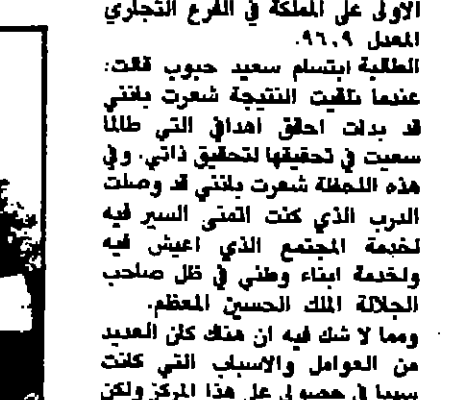 الاولى على المملكة في الفرع التجاري
المعدل ٩٦,٩.
الطالبة ابتسام سعيد حبوب قالت:
عندما تلقيت النتيجة شعرت بانني
قد بدات احقق اهدافي التي طالما
سعيت في تحقيقها لتحقيق ذاتي. وفي
هذه اللحظة شعرت بانني قد وصلت
الدرب الذي كنت اتمنى السير فيه
لخدمة المجتمع الذي اعيش فيه
ولخدمة ابناء وطني في ظل صاحب
الجلالة الملك الحسين المعظم.
ومما لا شك فيه ان هناك كان العديد
من العوامل والاسباب التي كانت
سببا في حصولي على هذا المركز ولكن